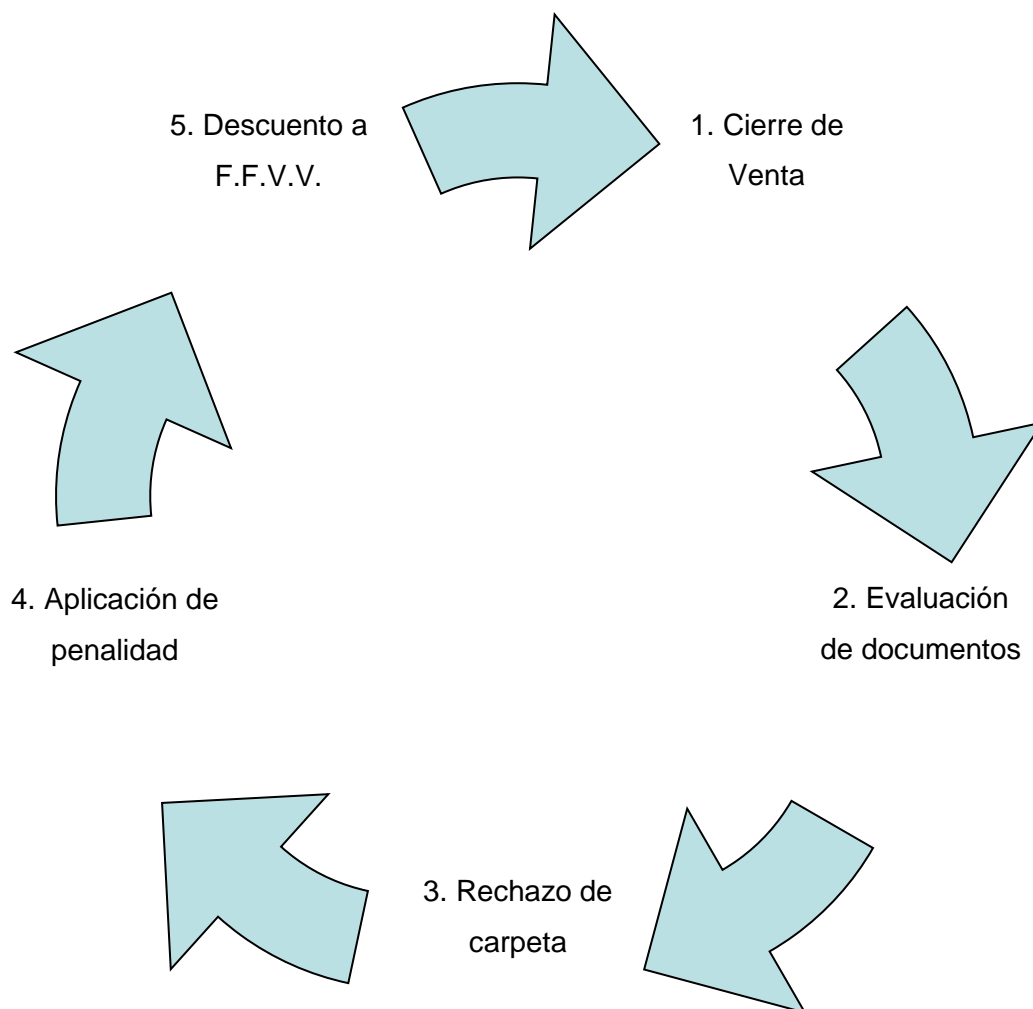 5. Descuento a
F.F.V.V.
1. Cierre de
Venta
2. Evaluación
de documentos
3. Rechazo de
carpeta
4. Aplicación de
penalidad